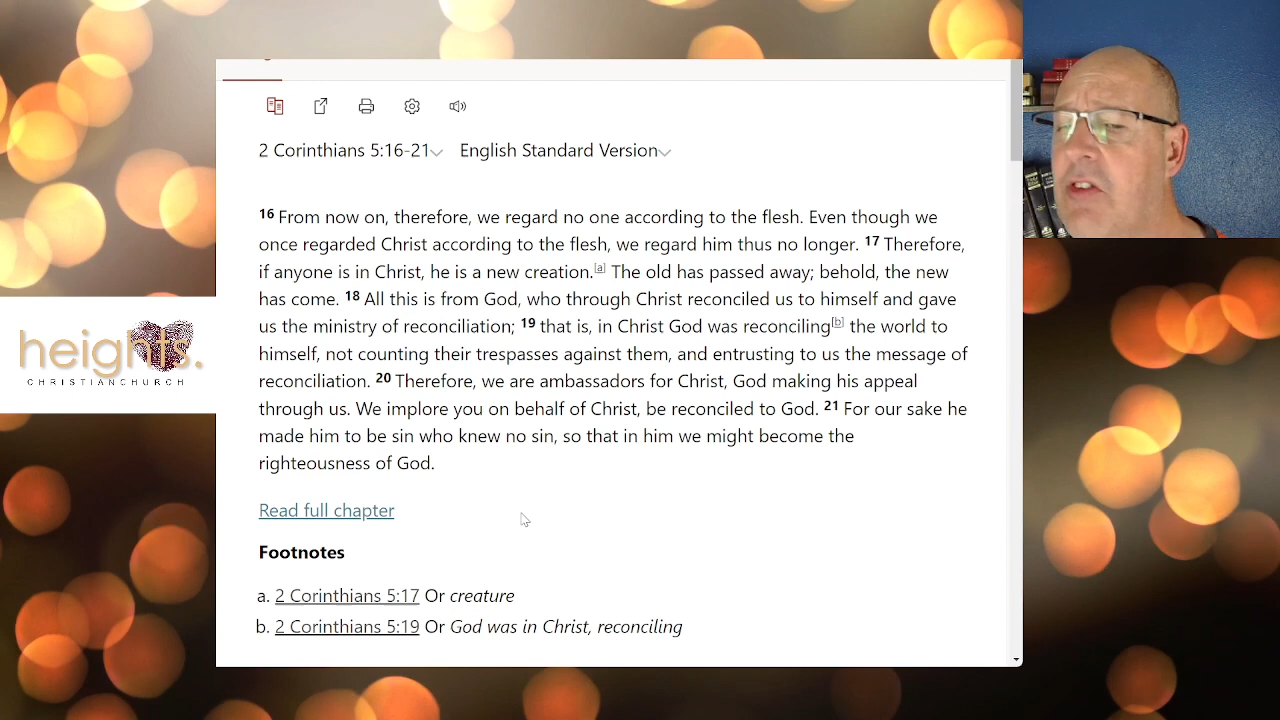 2 Corinthians 5:16-21 English Standard Version
16 From now on, therefore, we regard no one according to the flesh. Even though we
once regarded Christ according to the flesh, we regard him thus no longer. 17 Therefore,
if anyone is in Christ, he is a new creation.[a] The old has passed away; behold, the new
has come. 18 All this is from God, who through Christ reconciled us to himself and gave
us the ministry of reconciliation; 19 that is, in Christ God was reconciling[b] the world to
himself, not counting their trespasses against them, and entrusting to us the message of
reconciliation. 20 Therefore, we are ambassadors for Christ, God making his appeal
through us. We implore you on behalf of Christ, be reconciled to God. 21 For our sake he
made him to be sin who knew no sin, so that in him we might become the
righteousness of God.
Read full chapter
Footnotes
a. 2 Corinthians 5:17 Or creature
b. 2 Corinthians 5:19 Or God was in Christ, reconciling
heights.
CHRISTIANCHURCH